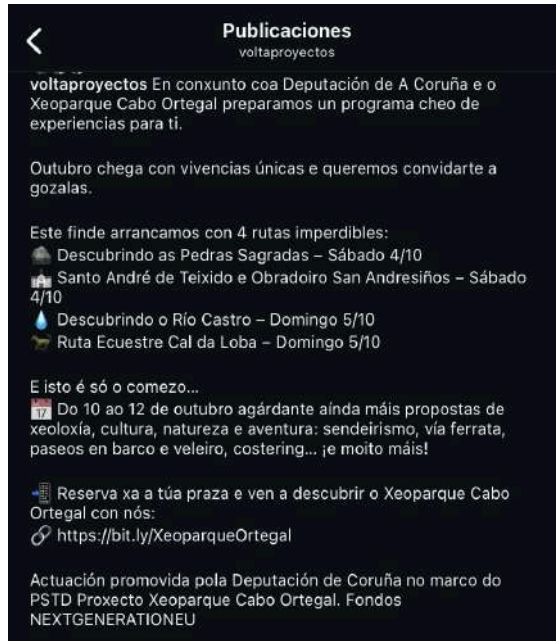 Publicaciones
voltaproyectos
voltaproyectos En conxunto coa Deputación de A Coruña e o
Xeoparque Cabo Ortegal preparamos un programa cheo de
experiencias para ti.
Outubro chega con vivencias únicas e queremos convidarte a
gozalas.
Este finde arrancamos con 4 rutas imperdibles:
Descubrindo as Pedras Sagradas – Sábado 4/10
Santo André de Teixido e Obradoiro San Andresiños – Sábado
4/10
Descubrindo o Río Castro – Domingo 5/10
Ruta Ecuestre Cal da Loba – Domingo 5/10
E isto é só o comezo...
17 Do 10 ao 12 de outubro agárdante aínda máis propostas de
xeoloxía, cultura, natureza e aventura: sendeirismo, vía ferrata,
paseos en barco e veleiro, costering... ¡e moito máis!
Reserva xa a túa praza e ven a descubrir o Xeoparque Cabo
Ortegal con nós:
https://bit.ly/XeoparqueOrtegal
Actuación promovida pola Deputación de Coruña no marco do
PSTD Proxecto Xeoparque Cabo Ortegal. Fondos
NEXTGENERATIONEU